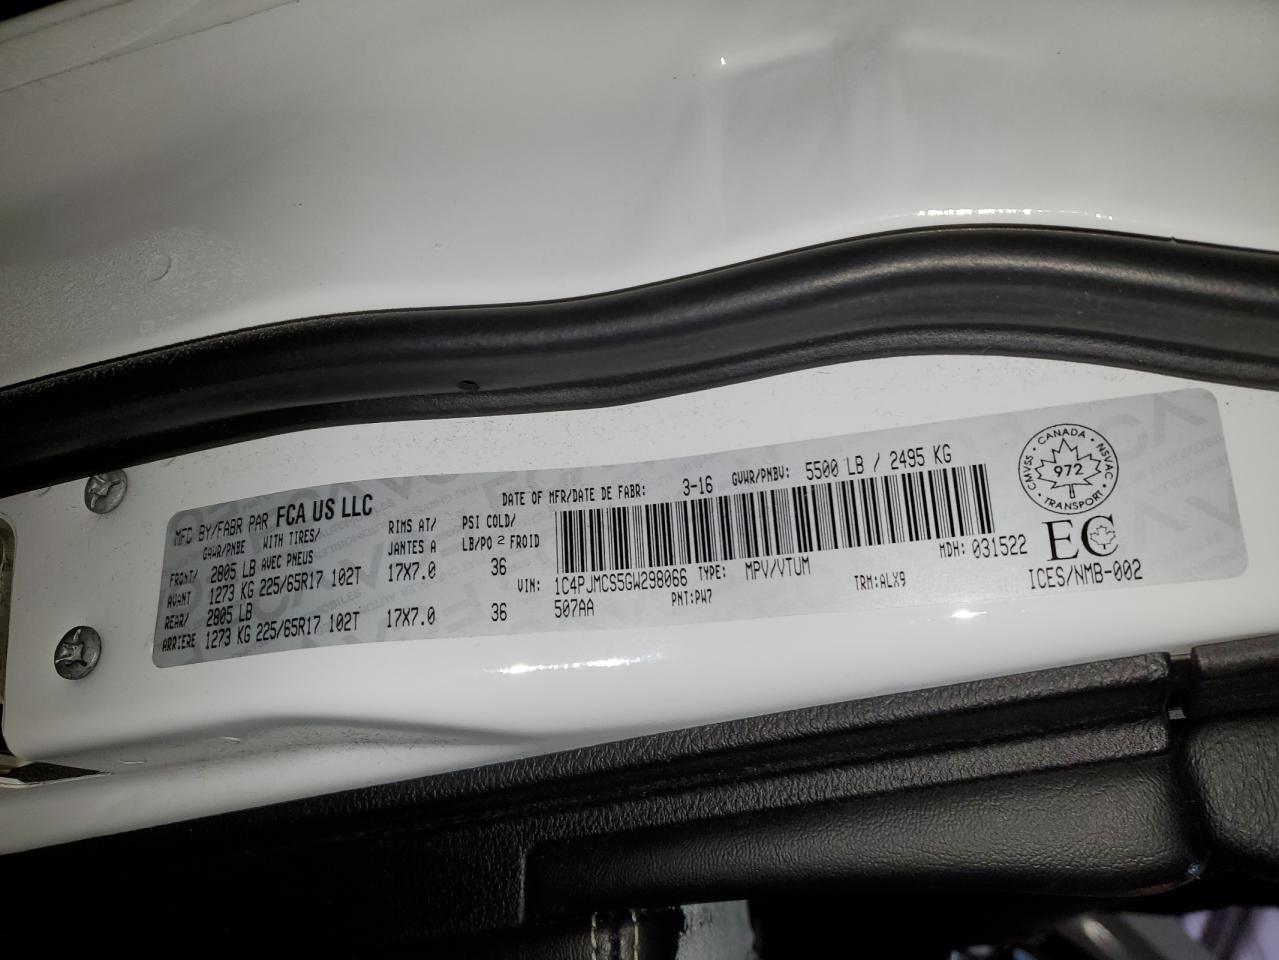 MFC BY/FABR PAR FCA US LLC
DATE OF MFR/DATE DE FABR: 3-16 GVWR/PNBV: 5500 LB / 2495 KG
GAWR/PNBE WITH TIRES/ RIMS AT/ PSI COLD/
AVEC PNEUS JANTES A LB/PO2 FROID
FRONT/ 2805 LB
AVANT 1273 KG 225/65R17 102T 17X7.0 36
REAR/ 2805 LB
ARRIERE 1273 KG 225/65R17 102T 17X7.0 36
MDH: 031522
VIN: 1C4PJMCS5GW298066 TYPE: MPV/VTUM
507AA PNT:PW7 TRM:ALX9
CANADA
CMVSS 972 NSVAC
TRANSPORT
EC
ICES/NMB-002